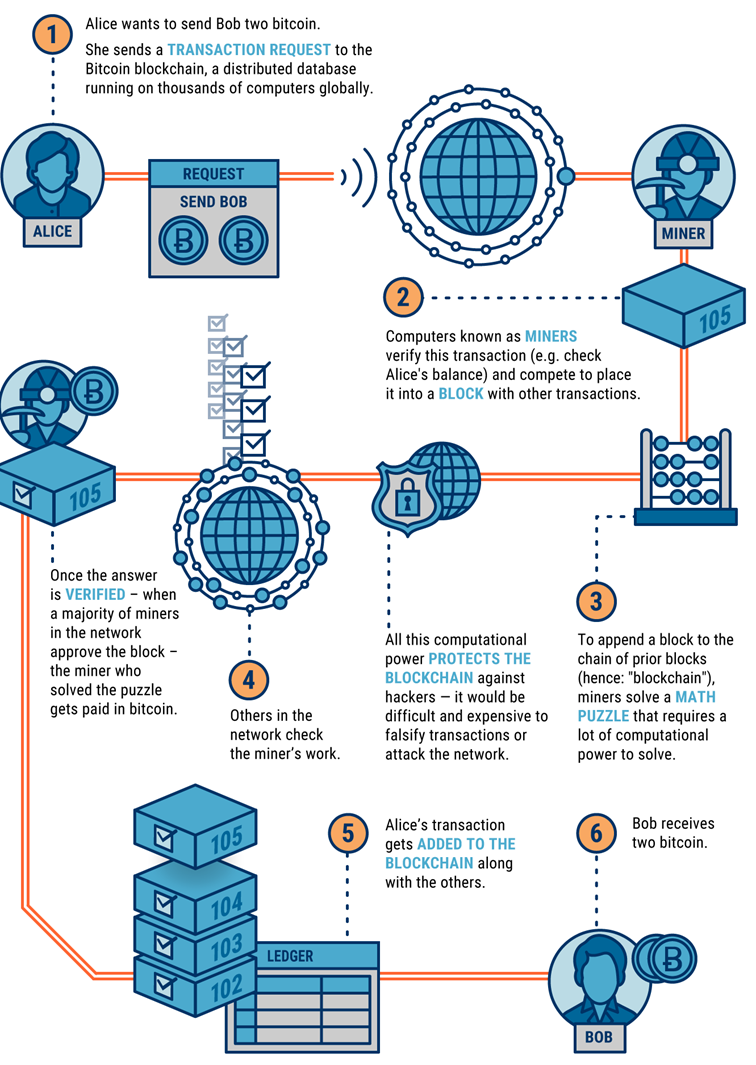 1
Alice wants to send Bob two bitcoin.
She sends a TRANSACTION REQUEST to the
Bitcoin blockchain, a distributed database
running on thousands of computers globally.
ALICE
REQUEST
SEND BOB
MINER
105
2
Computers known as MINERS
verify this transaction (e.g. check
Alice's balance) and compete to place
it into a BLOCK with other transactions.
3
To append a block to the
chain of prior blocks
(hence: "blockchain"),
miners solve a MATH
PUZZLE that requires a
lot of computational
power to solve.
All this computational
power PROTECTS THE
BLOCKCHAIN against
hackers — it would be
difficult and expensive to
falsify transactions or
attack the network.
4
Others in the
network check
the miner’s work.
105
Once the answer
is VERIFIED – when
a majority of miners
in the network
approve the block –
the miner who
solved the puzzle
gets paid in bitcoin.
105
104
103
102
LEDGER
5
Alice’s transaction
gets ADDED TO THE
BLOCKCHAIN along
with the others.
6
Bob receives
two bitcoin.
BOB